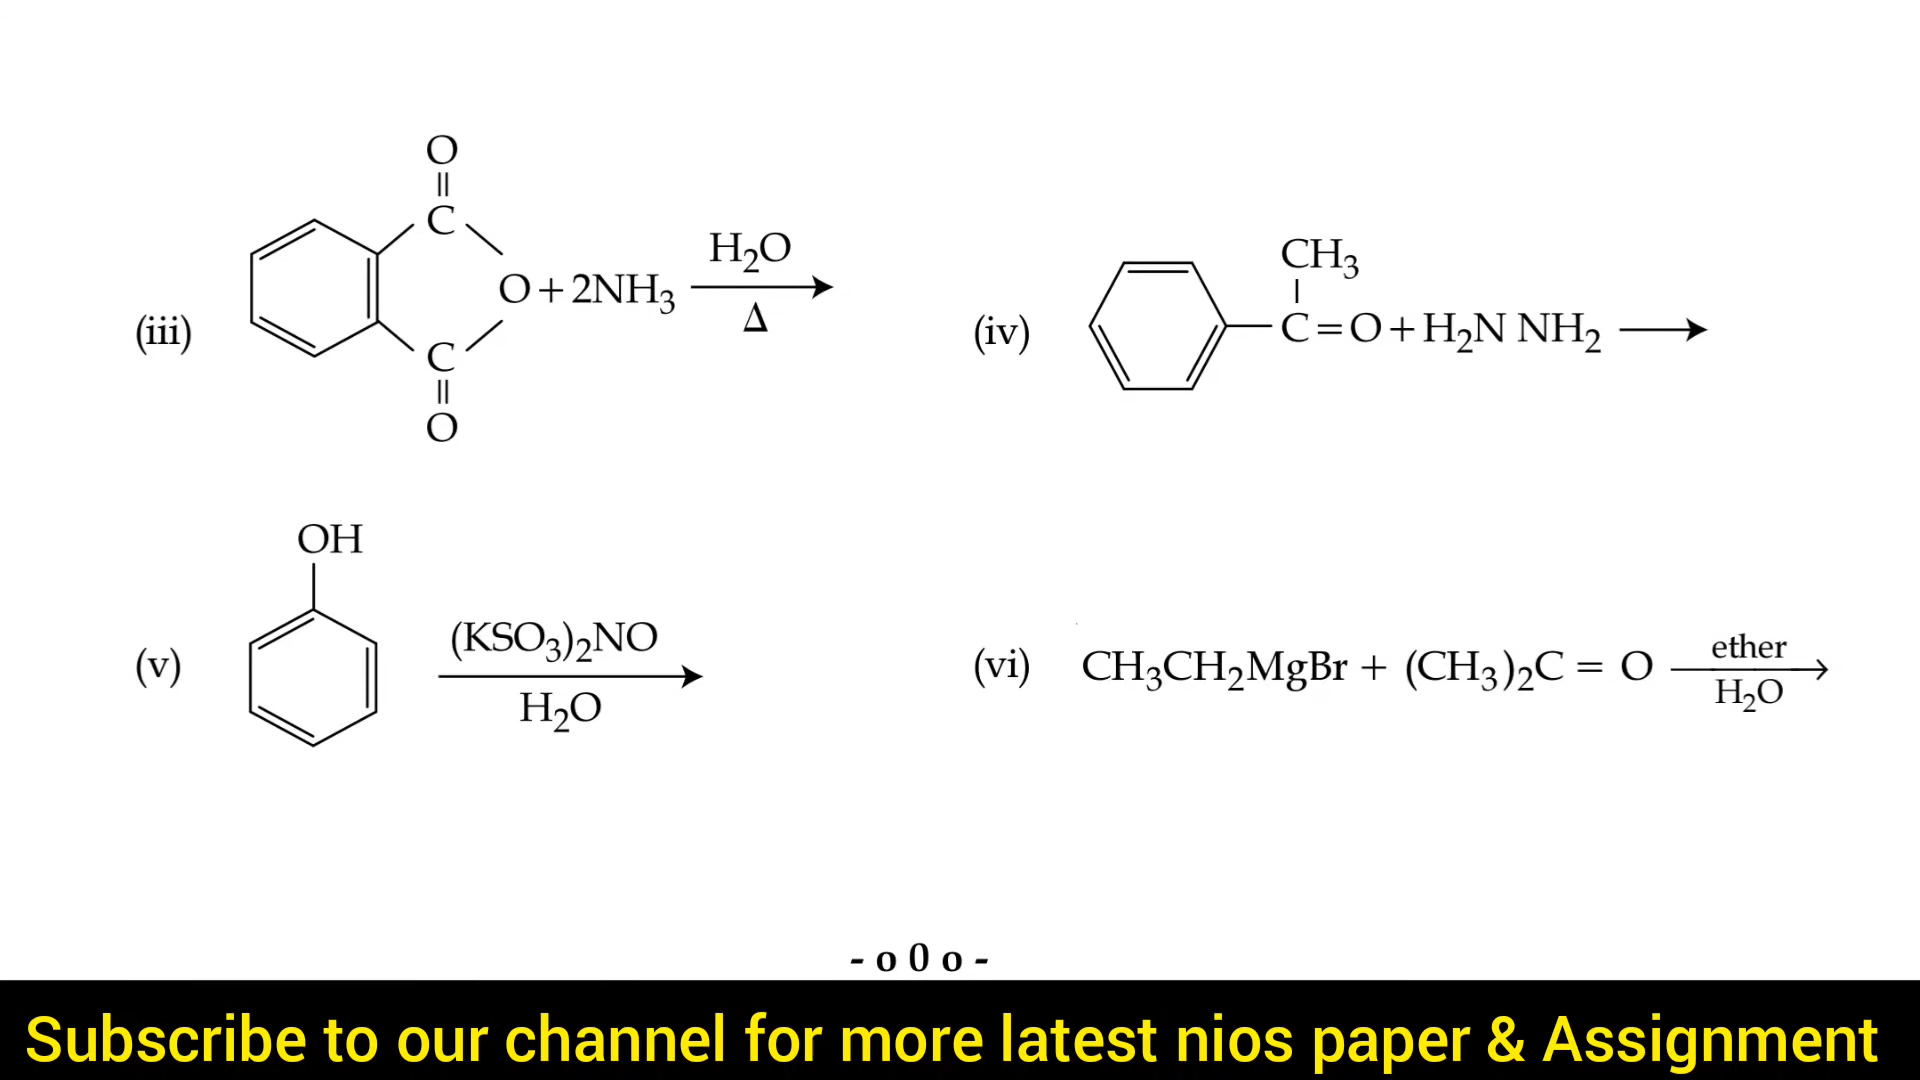 O
||
C
H₂O
(iii) O + 2NH₃
Δ
C
||
O
CH₃
|
(iv) C = O + H₂N NH₂
OH
(v) (KSO₃)₂NO
H₂O
(vi) CH₃CH₂MgBr + (CH₃)₂C = O ether
H₂O
- o 0 o -
Subscribe to our channel for more latest nios paper & Assignment